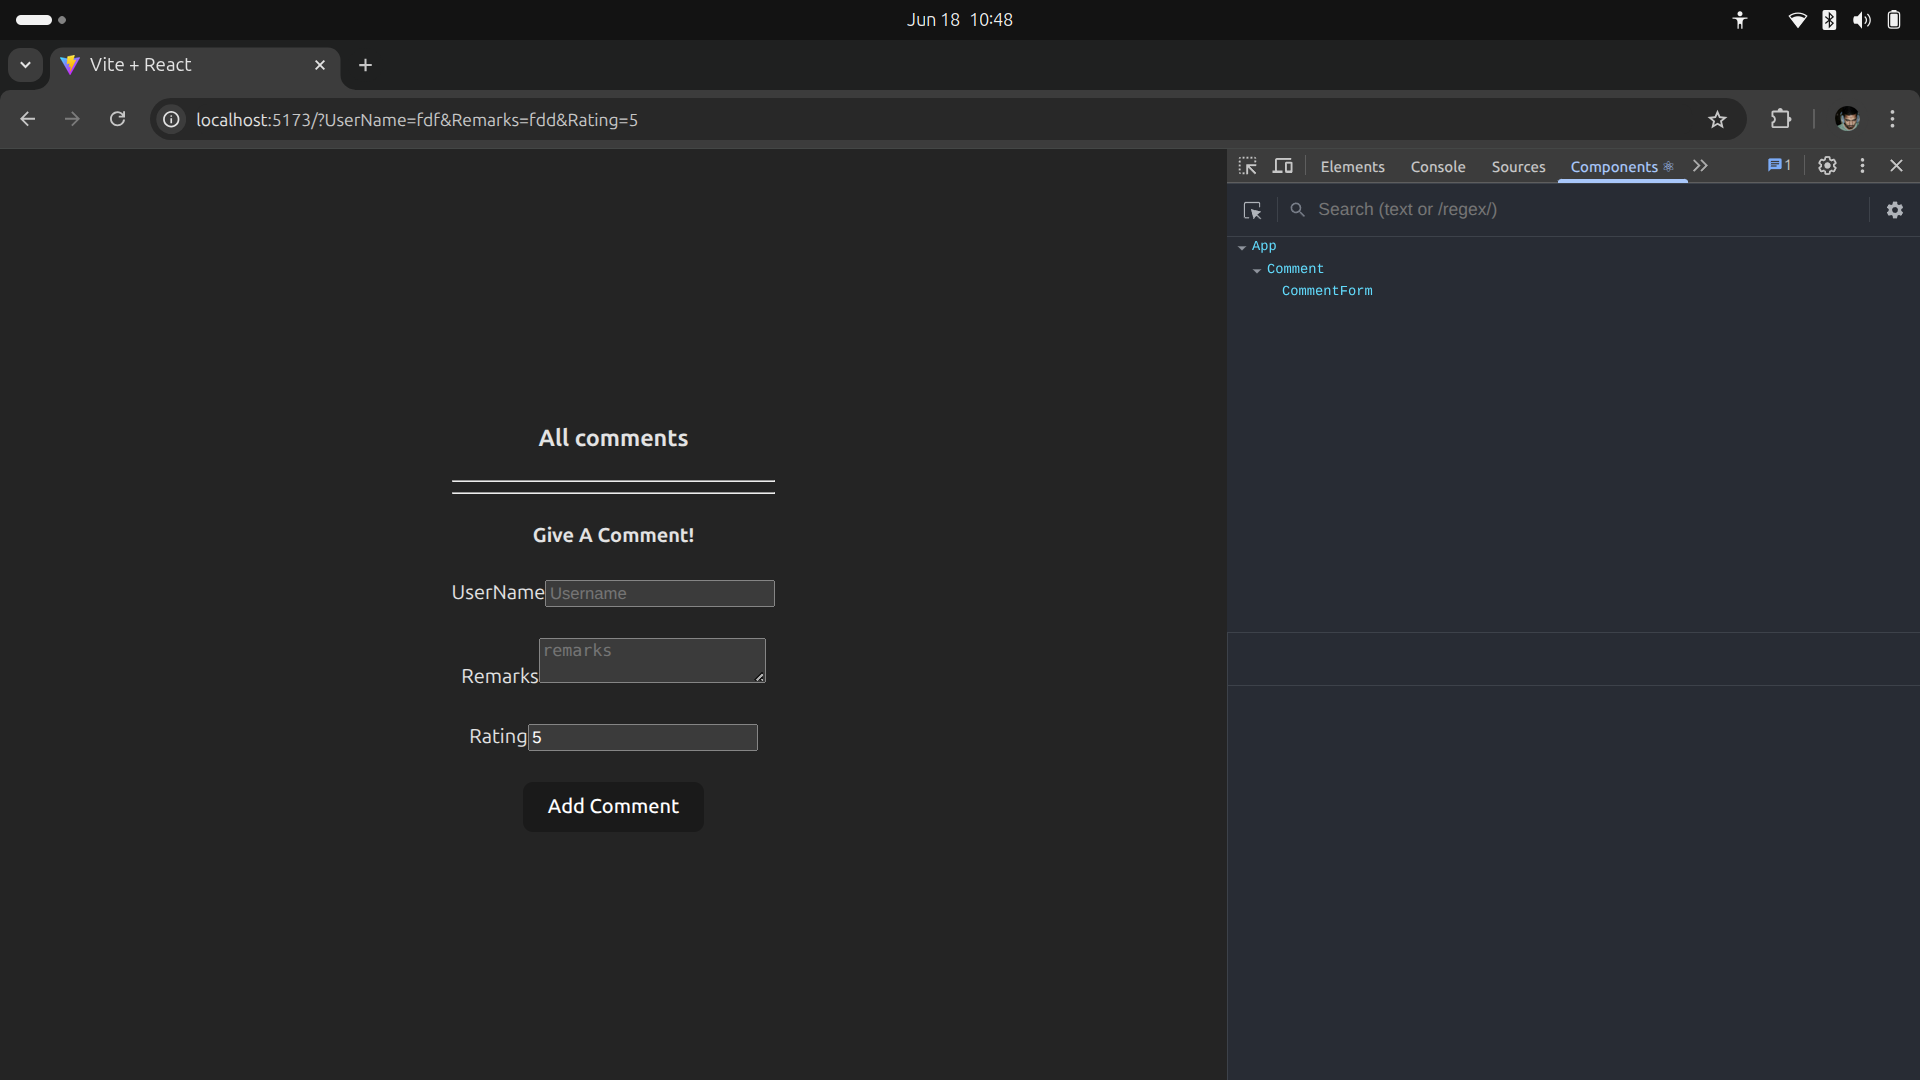 Jun 18 10:48
Vite + React
localhost:5173/?UserName=fdf&Remarks=fdd&Rating=5
Elements Console Sources Components ⚛ 1
Search (text or /regex/)
App
Comment
CommentForm
All comments
Give A Comment!
UserName Username
Remarks remarks
Rating 5
Add Comment